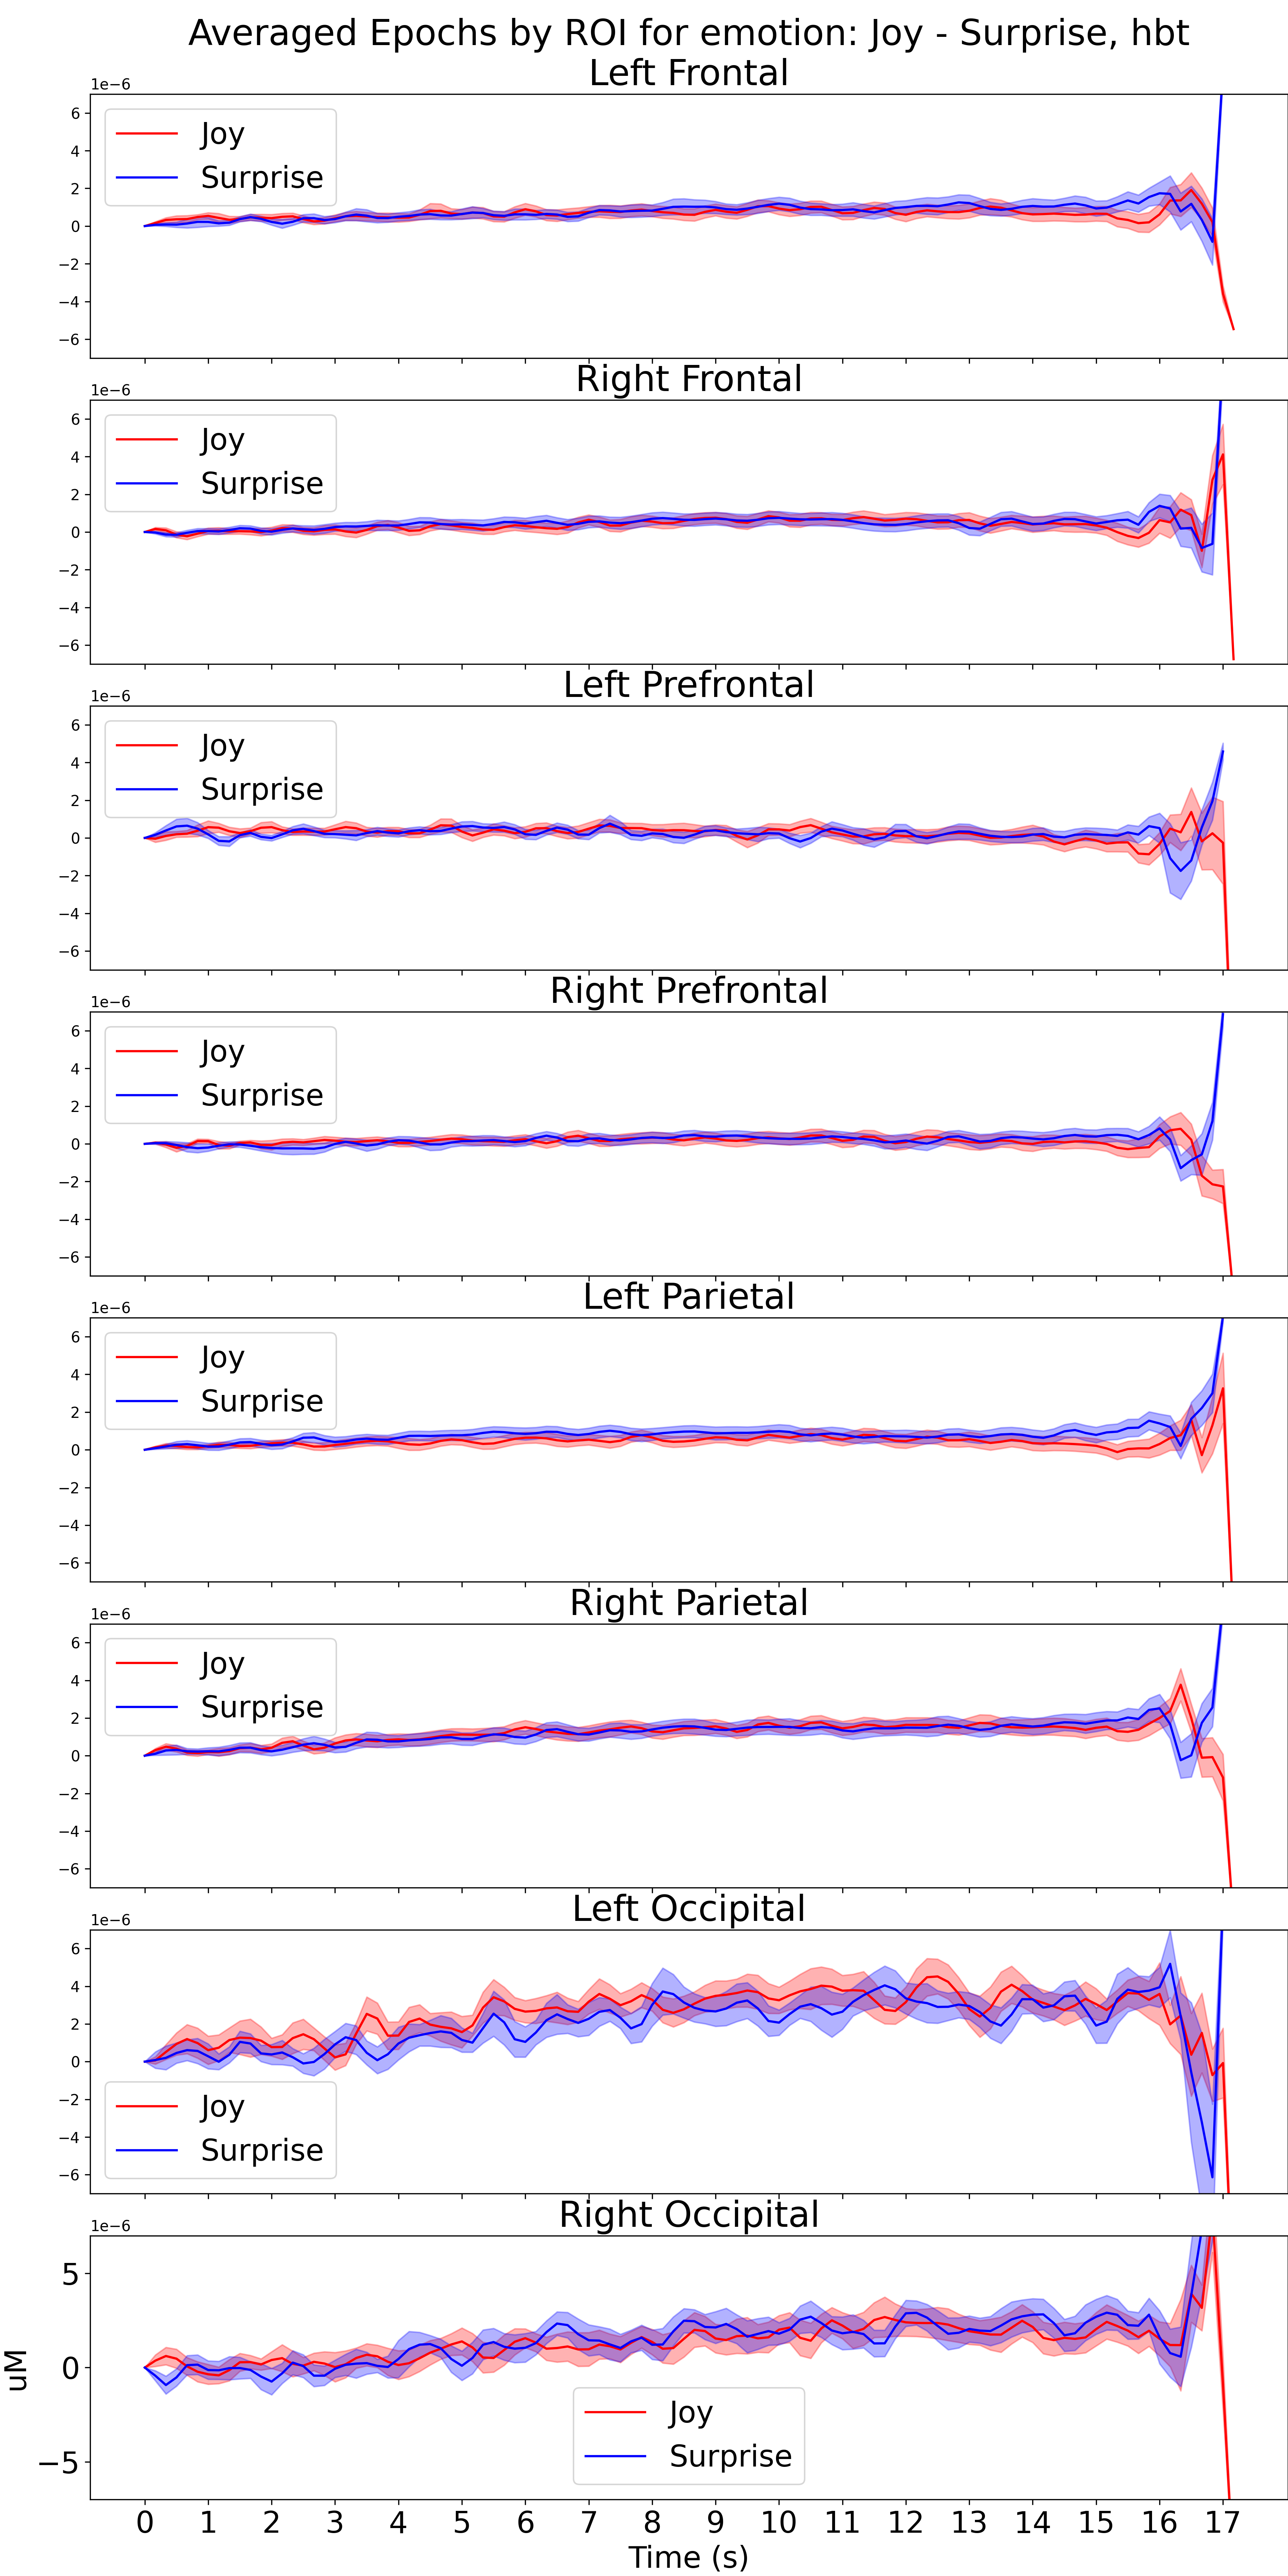 Averaged Epochs by ROI for emotion: Joy - Surprise, hbt
Left Frontal
1e−6
6
4
2
0
−2
−4
−6
Joy
Surprise
Right Frontal
1e−6
6
4
2
0
−2
−4
−6
Joy
Surprise
Left Prefrontal
1e−6
6
4
2
0
−2
−4
−6
Joy
Surprise
Right Prefrontal
1e−6
6
4
2
0
−2
−4
−6
Joy
Surprise
Left Parietal
1e−6
6
4
2
0
−2
−4
−6
Joy
Surprise
Right Parietal
1e−6
6
4
2
0
−2
−4
−6
Joy
Surprise
Left Occipital
1e−6
6
4
2
0
−2
−4
−6
Joy
Surprise
Right Occipital
1e−6
5
0
−5
uM
Joy
Surprise
0 1 2 3 4 5 6 7 8 9 10 11 12 13 14 15 16 17
Time (s)